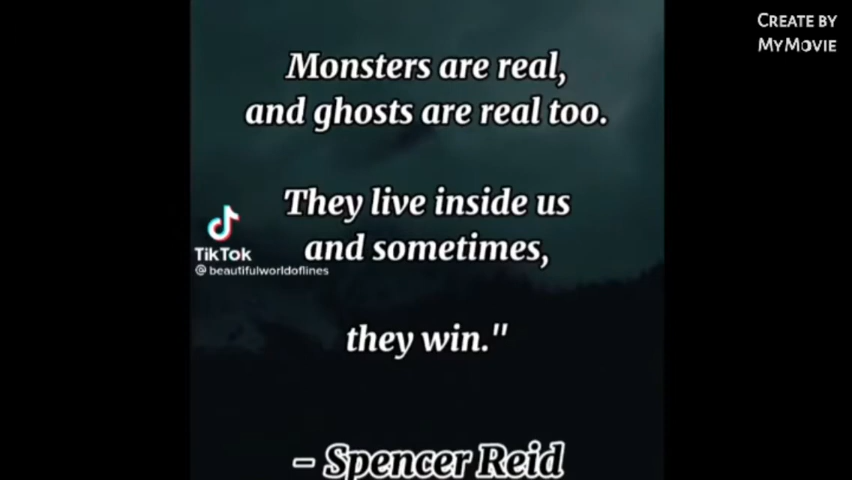 CREATE BY
MYMOVIE
Monsters are real,
and ghosts are real too.
They live inside us
and sometimes,
they win."
– Spencer Reid
TikTok
@beautifulworldoflines